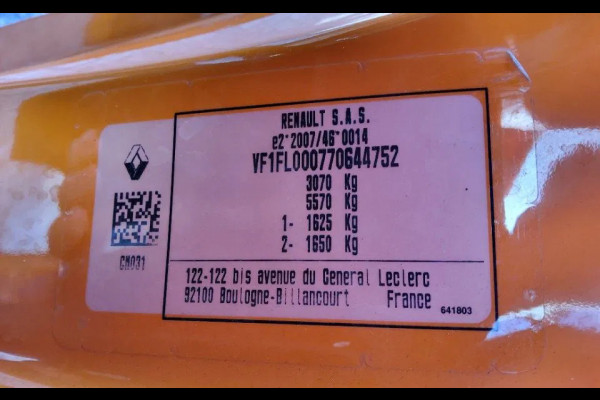 RENAULT S.A.S.
e2*2007/46*0014
VF1FL000770644752
3070 Kg
5570 Kg
1- 1625 Kg
2- 1650 Kg
CH031
122-122 bis avenue du General Leclerc
92100 Boulogne-Billancourt France
641803